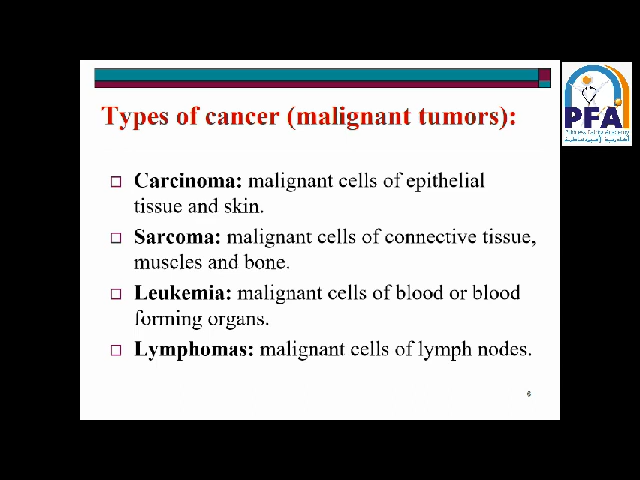 Types of cancer (malignant tumors):
PFA
Carcinoma: malignant cells of epithelial
tissue and skin.
Sarcoma: malignant cells of connective tissue,
muscles and bone.
Leukemia: malignant cells of blood or blood
forming organs.
Lymphomas: malignant cells of lymph nodes.
6